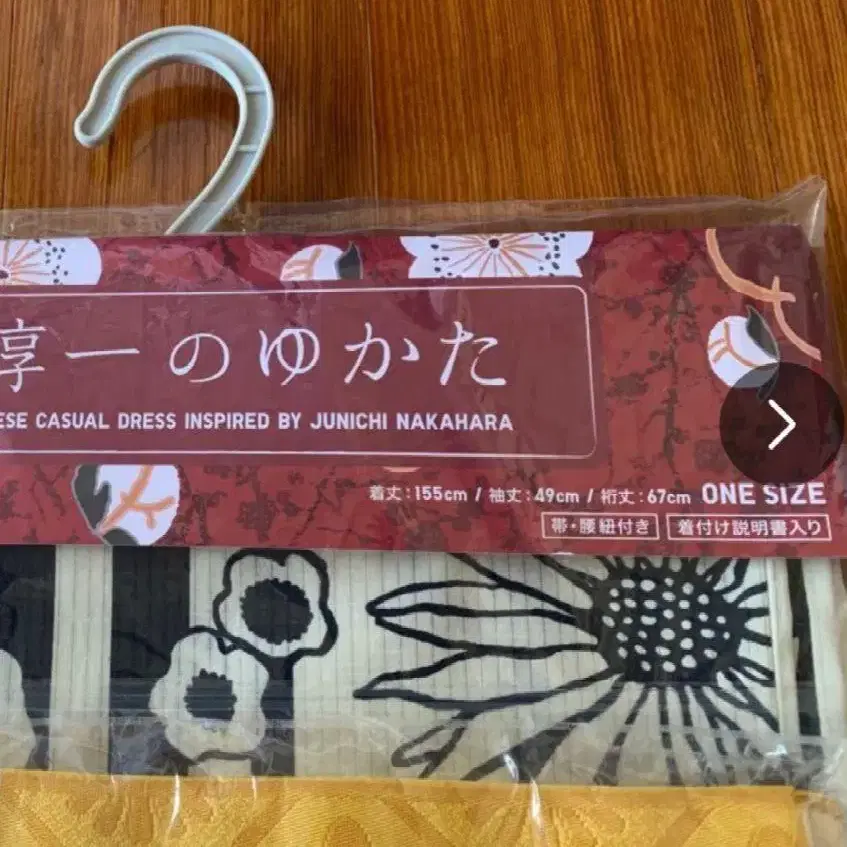 淳一のゆかた
ESE CASUAL DRESS INSPIRED BY JUNICHI NAKAHARA
着丈：155cm / 袖丈：49cm / 裄丈：67cm ONE SIZE
帯・腰紐付き 着付け説明書入り